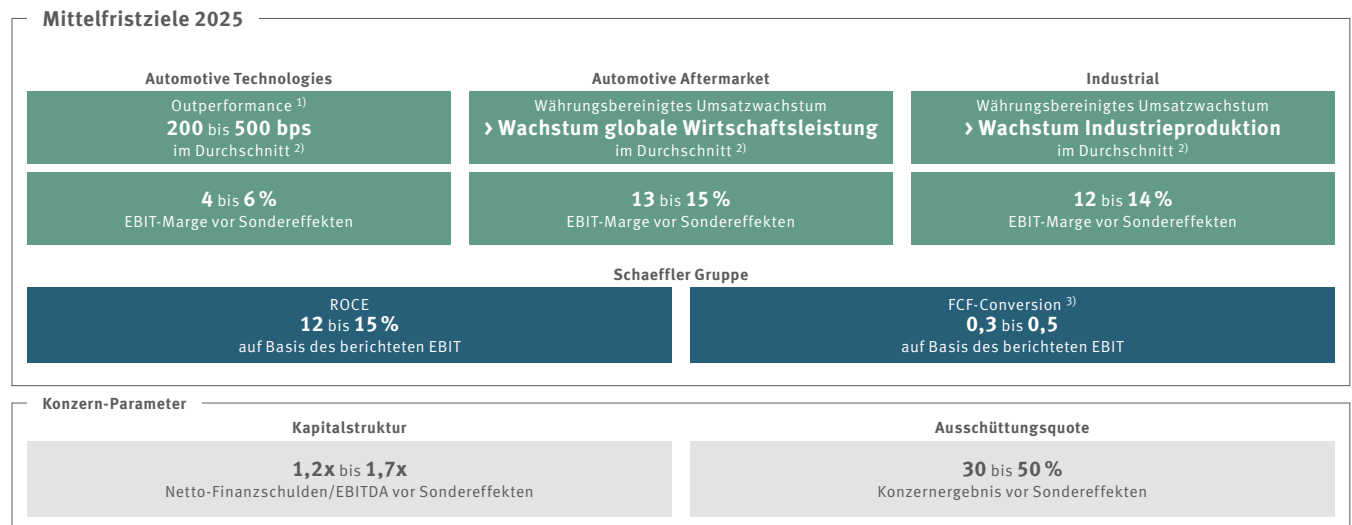 Mittelfristziele 2025
Automotive Technologies
Outperformance 1)
200 bis 500 bps
im Durchschnitt 2)
4 bis 6 %
EBIT-Marge vor Sondereffekten
Automotive Aftermarket
Währungsbereinigtes Umsatzwachstum
> Wachstum globale Wirtschaftsleistung
im Durchschnitt 2)
13 bis 15 %
EBIT-Marge vor Sondereffekten
Industrial
Währungsbereinigtes Umsatzwachstum
> Wachstum Industrieproduktion
im Durchschnitt 2)
12 bis 14 %
EBIT-Marge vor Sondereffekten
Schaeffler Gruppe
ROCE
12 bis 15 %
auf Basis des berichteten EBIT
FCF-Conversion 3)
0,3 bis 0,5
auf Basis des berichteten EBIT
Konzern-Parameter
Kapitalstruktur
1,2x bis 1,7x
Netto-Finanzschulden/EBITDA vor Sondereffekten
Ausschüttungsquote
30 bis 50 %
Konzernergebnis vor Sondereffekten